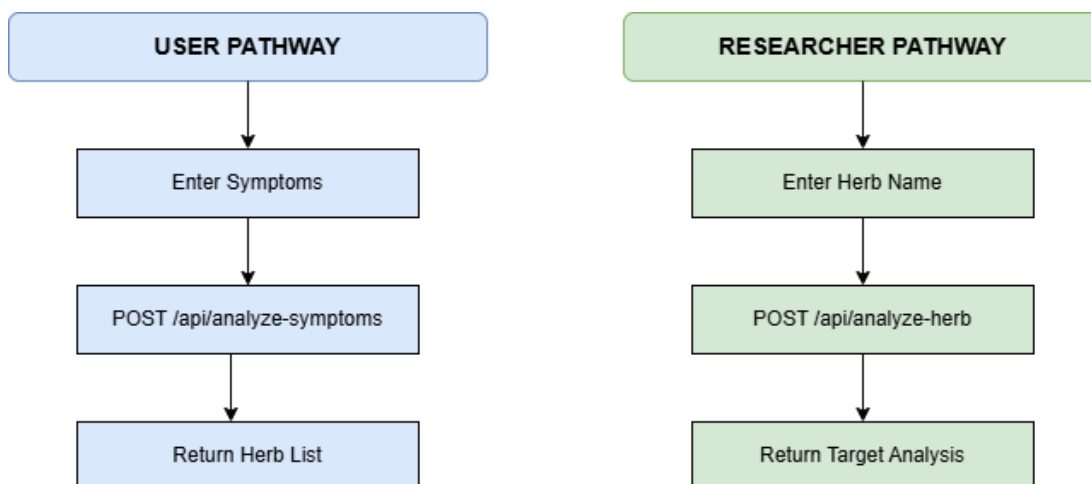 USER PATHWAY
Enter Symptoms
POST /api/analyze-symptoms
Return Herb List
RESEARCHER PATHWAY
Enter Herb Name
POST /api/analyze-herb
Return Target Analysis